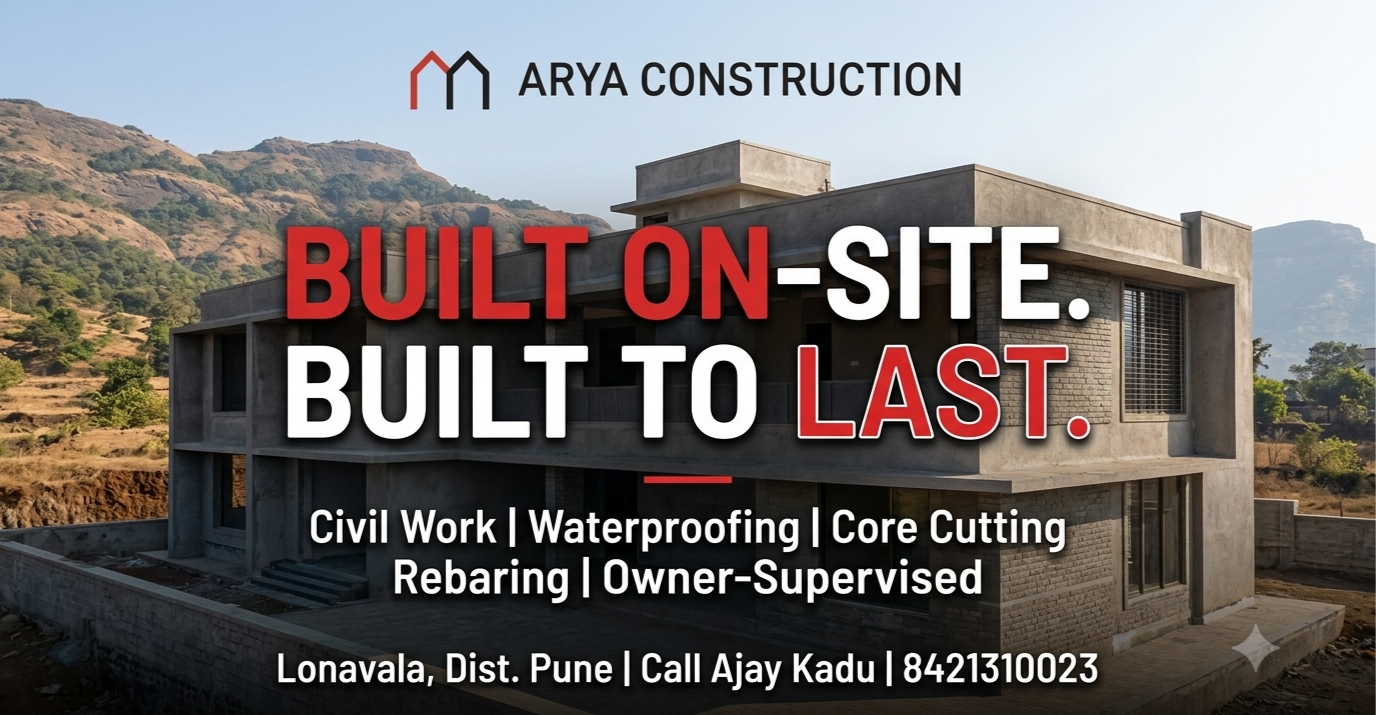 ARYA CONSTRUCTION
BUILT ON-SITE.
BUILT TO LAST.
Civil Work | Waterproofing | Core Cutting
Rebaring | Owner-Supervised
Lonavala, Dist. Pune | Call Ajay Kadu | 8421310023